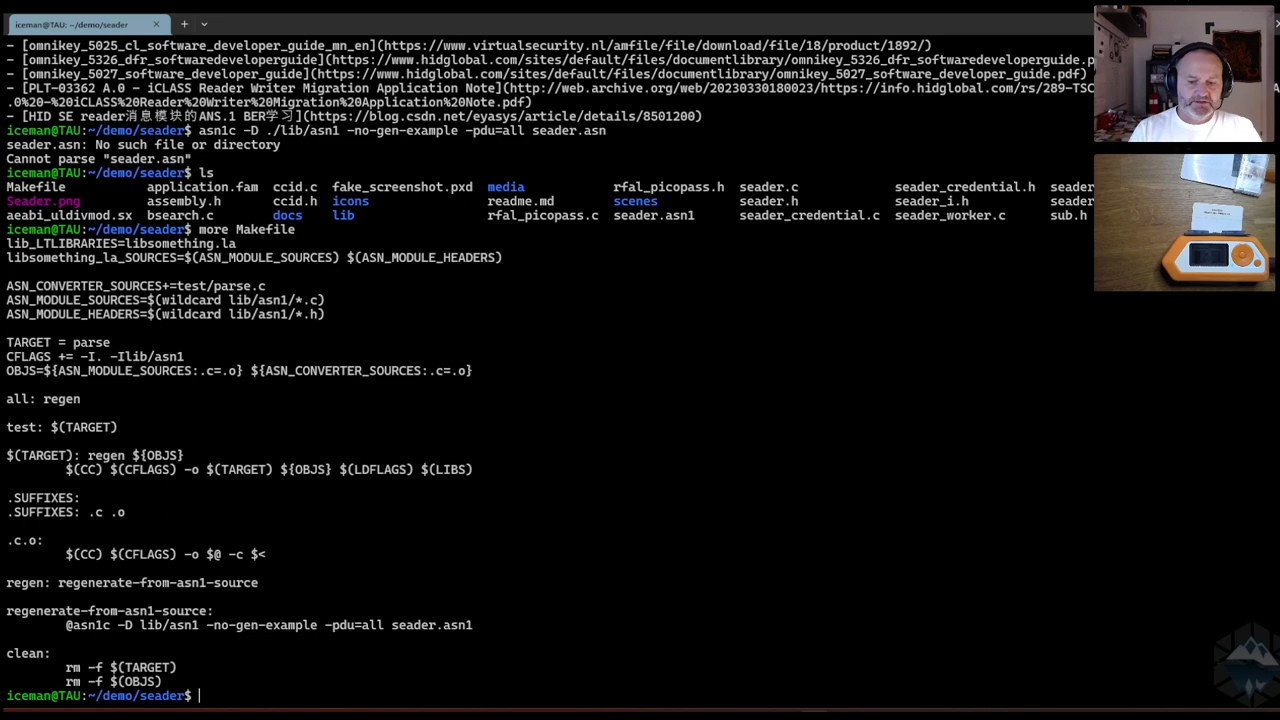 iceman@TAU: ~/demo/seader
- [omnikey_5025_cl_software_developer_guide_mn_en](https://www.virtualsecurity.nl/amfile/file/download/file/18/product/1892/)
- [omnikey_5326_dfr_softwaredeveloperguide](https://www.hidglobal.com/sites/default/files/documentlibrary/omnikey_5326_dfr_softwaredeveloperguide.p
- [omnikey_5027_software_developer_guide](https://www.hidglobal.com/sites/default/files/documentlibrary/omnikey_5027_software_developer_guide.pdf)
- [PLT-03362 A.0 - iCLASS Reader Writer Migration Application Note](http://web.archive.org/web/20230330180023/https://info.hidglobal.com/rs/289-TSC
.0%20-%20iCLASS%20Reader%20Writer%20Migration%20Application%20Note.pdf)
- [HID SE reader消息模块的ANS.1 BER学习](https://blog.csdn.net/eyasys/article/details/8501200)
iceman@TAU:~/demo/seader$ asn1c -D ./lib/asn1 -no-gen-example -pdu=all seader.asn
seader.asn: No such file or directory
Cannot parse "seader.asn"
iceman@TAU:~/demo/seader$ ls
Makefile application.fam ccid.c fake_screenshot.pxd media rfal_picopass.h seader.c seader_credential.h seader
Seader.png assembly.h ccid.h icons readme.md scenes seader.h seader_i.h seader
aeabi_uldivmod.sx bsearch.c docs lib rfal_picopass.c seader.asn1 seader_credential.c seader_worker.c sub.h
iceman@TAU:~/demo/seader$ more Makefile
lib_LTLIBRARIES=libsomething.la
libsomething_la_SOURCES=$(ASN_MODULE_SOURCES) $(ASN_MODULE_HEADERS)
ASN_CONVERTER_SOURCES+=test/parse.c
ASN_MODULE_SOURCES=$(wildcard lib/asn1/*.c)
ASN_MODULE_HEADERS=$(wildcard lib/asn1/*.h)
TARGET = parse
CFLAGS += -I. -Ilib/asn1
OBJS=${ASN_MODULE_SOURCES:.c=.o} ${ASN_CONVERTER_SOURCES:.c=.o}
all: regen
test: $(TARGET)
$(TARGET): regen ${OBJS}
$(CC) $(CFLAGS) -o $(TARGET) ${OBJS} $(LDFLAGS) $(LIBS)
.SUFFIXES:
.SUFFIXES: .c .o
.c.o:
$(CC) $(CFLAGS) -o $@ -c $<
regen: regenerate-from-asn1-source
regenerate-from-asn1-source:
@asn1c -D lib/asn1 -no-gen-example -pdu=all seader.asn1
clean:
rm -f $(TARGET)
rm -f $(OBJS)
iceman@TAU:~/demo/seader$